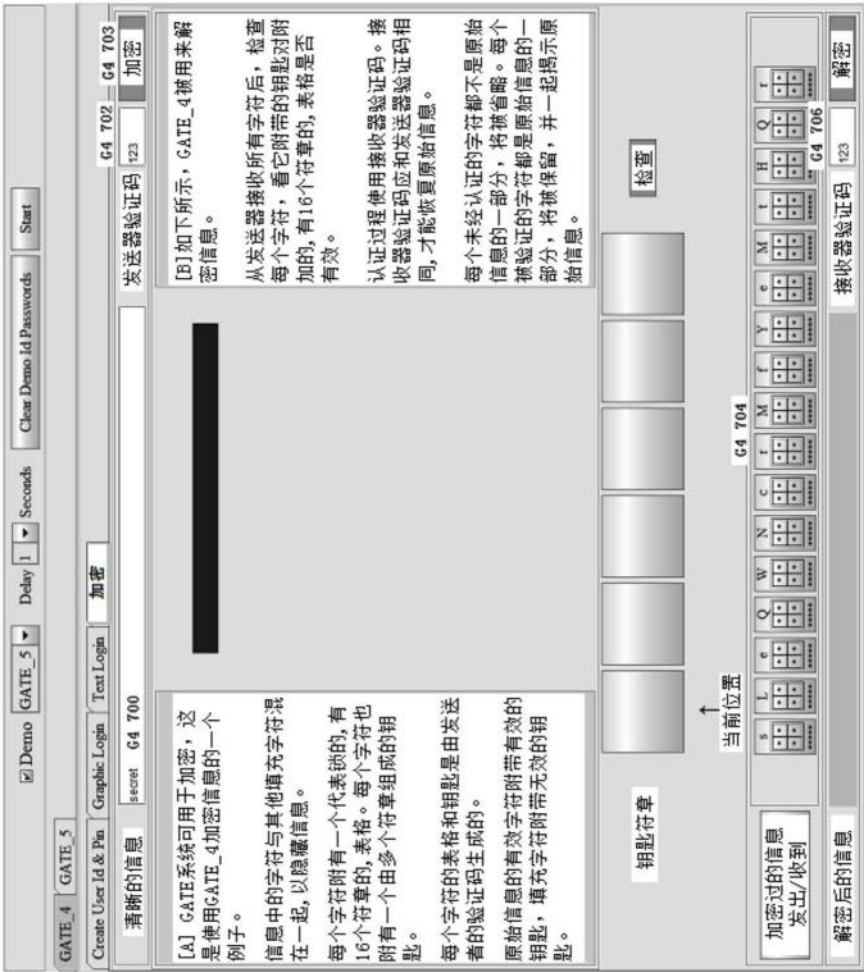 Demo GATE_5 Delay 1 Seconds Clear Demo Id Passwords Start
GATE_4 GATE_5
Create User Id & Pin Graphic Login Text Login 加密
清晰的信息 secret G4 700 发送器验证码 123 G4 702 加密 G4 703
[A] GATE系统可用于加密，这
是使用GATE_4加密信息的一个
例子。
信息中的字符与其他填充字符混
在一起,以隐藏信息。
每个字符附有一个代表锁的,有
16个符章的,表格。每个字符也
附有一个由多个符章组成的钥
匙。
每个字符的表格和钥匙是由发送
者的验证码生成的。
原始信息的有效字符附带有效的
钥匙，填充字符附带无效的钥
匙。
[B]如下所示，GATE_4被用来解
密信息。
从发送器接收所有字符后，检查
每个字符，看它附带的钥匙对附
加的,有16个符章的,表格是否
有效。
认证过程使用接收器验证码。接
收器验证码应和发送器验证码相
同,才能恢复原始信息。
每个未经认证的字符都不是原始
信息的一部分，将被省略。每个
被验证的字符都是原始信息的一
部分，将被保留，并一起揭示原
始信息。
钥匙符章 检查
当前位置
G4 704
加密过的信息
发出/收到
s L e Q W N c r M f Y e M t H Q r
G4 706
解密后的信息 接收器验证码 123 解密